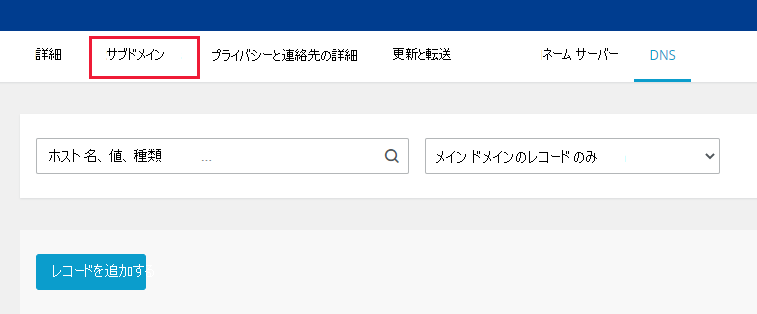 詳細 サブドメイン プライバシーと連絡先の詳細 更新と転送 ネーム サーバー DNS
ホスト 名、値、種類 ... メインドメインのレコードのみ
レコードを追加す